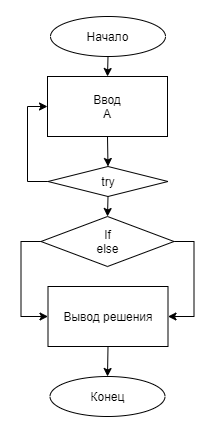 Начало
Ввод
А
try
If
else
Вывод решения
Конец